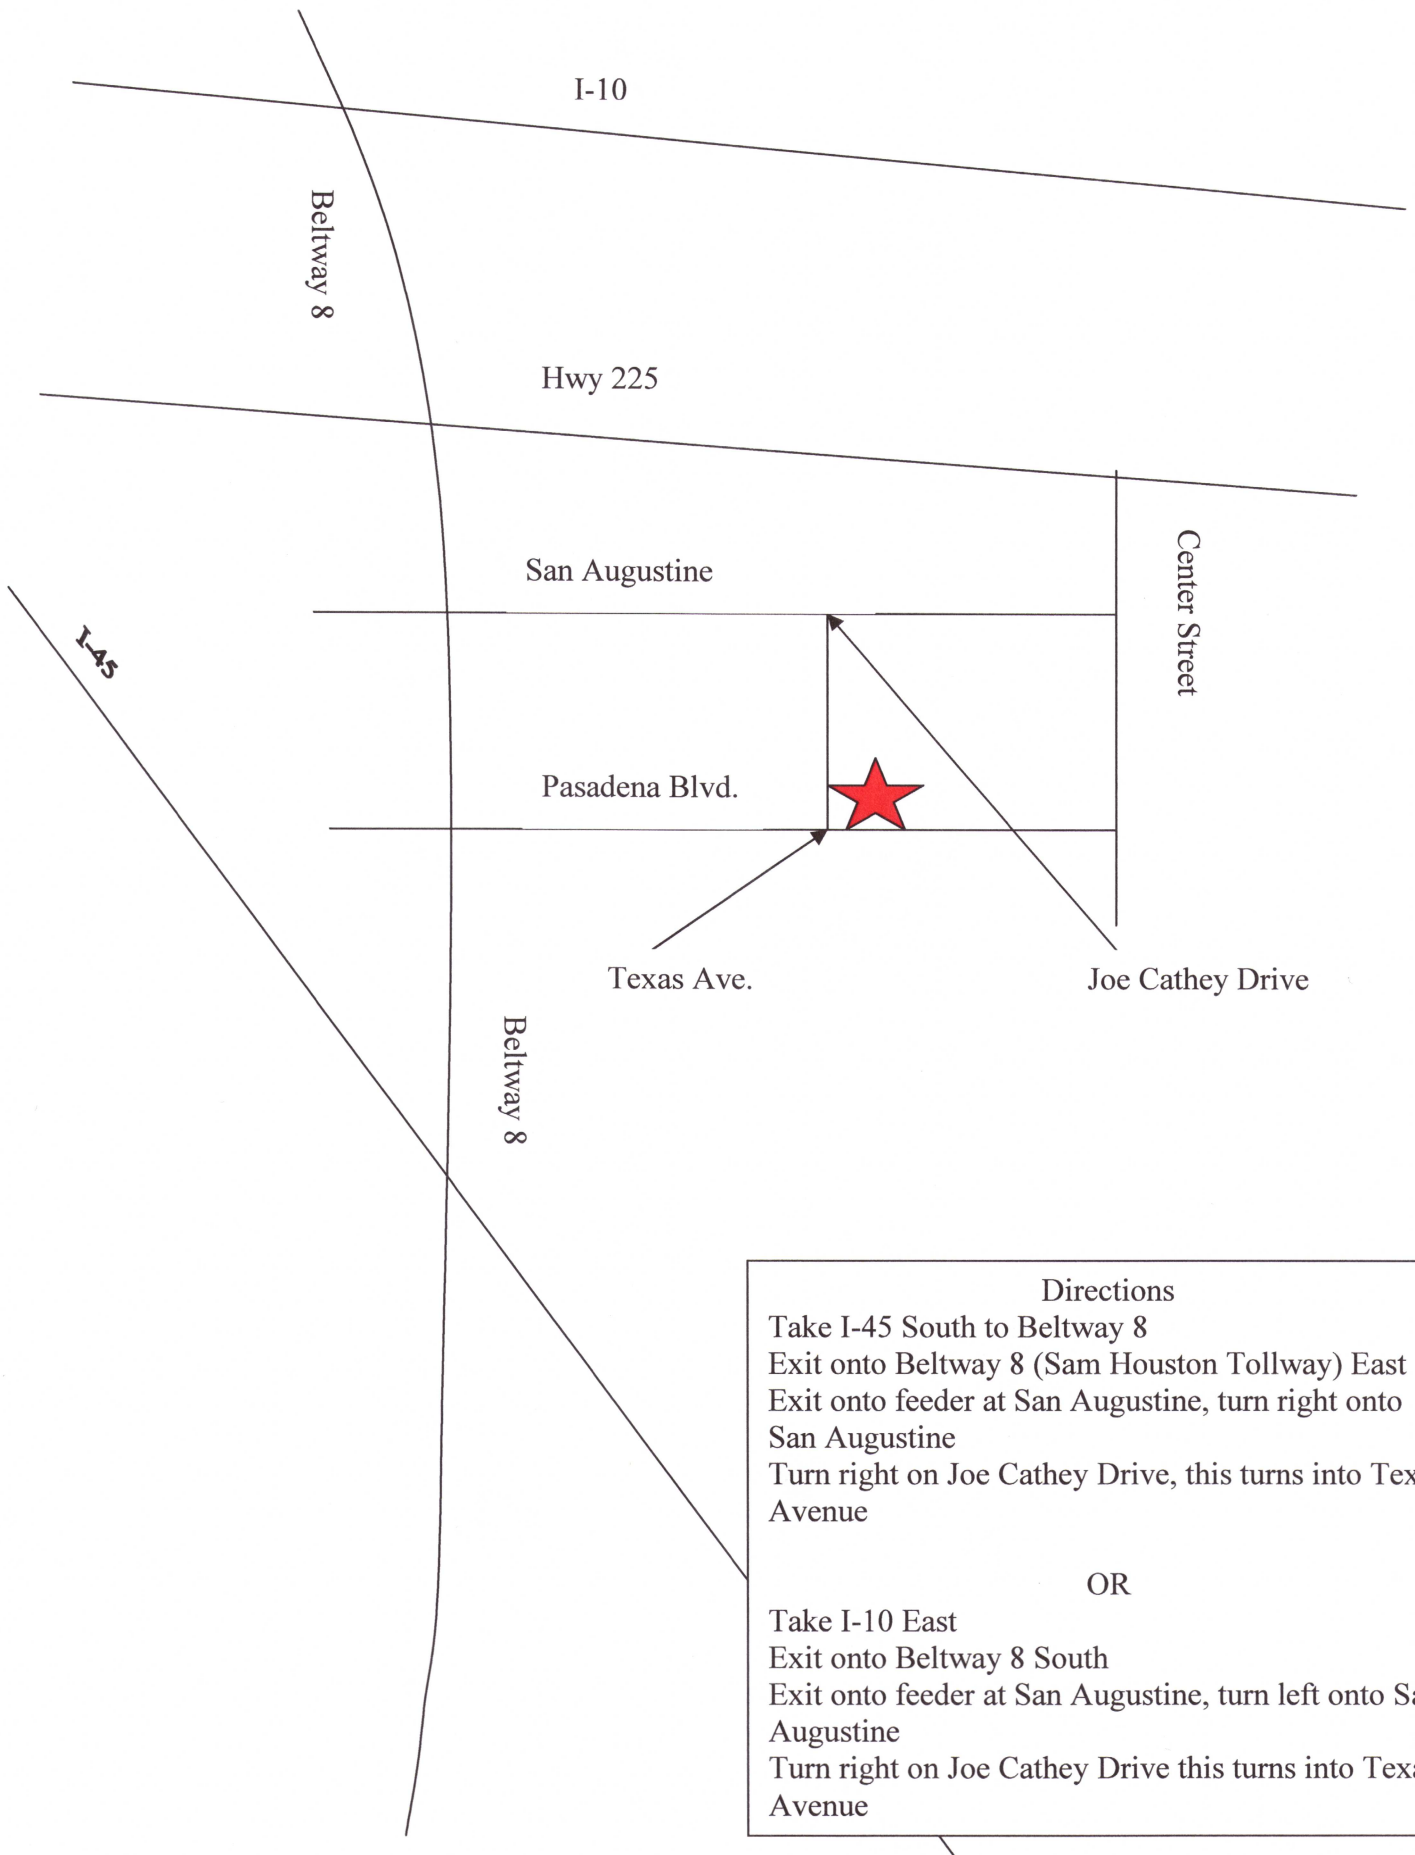 I-10
Beltway 8
Hwy 225
San Augustine
Center Street
I-45
Pasadena Blvd.
Texas Ave.
Joe Cathey Drive
Beltway 8
Directions
Take I-45 South to Beltway 8
Exit onto Beltway 8 (Sam Houston Tollway) East
Exit onto feeder at San Augustine, turn right onto
San Augustine
Turn right on Joe Cathey Drive, this turns into
Avenue
OR
Take I-10 East
Exit onto Beltway 8 South
Exit onto feeder at San Augustine, turn left onto
Augustine
Turn right on Joe Cathey Drive this turns into
Avenue